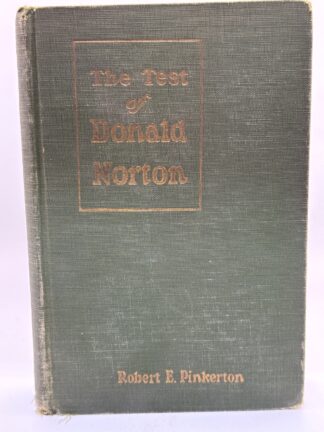 The Test
of
Donald
Norton
Robert E. Pinkerton